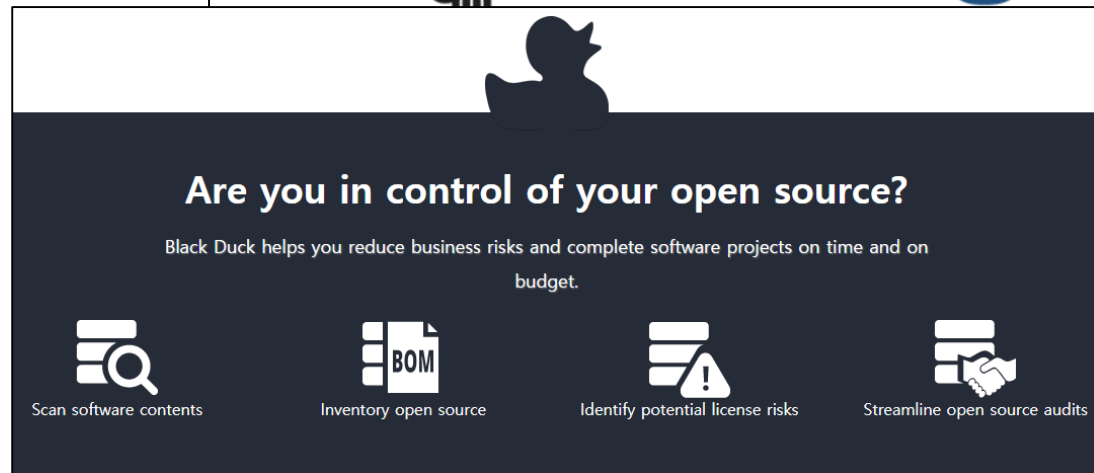 Are you in control of your open source?
Black Duck helps you reduce business risks and complete software projects on time and on
budget.
BOM
Scan software contents
Inventory open source
Identify potential license risks
Streamline open source audits